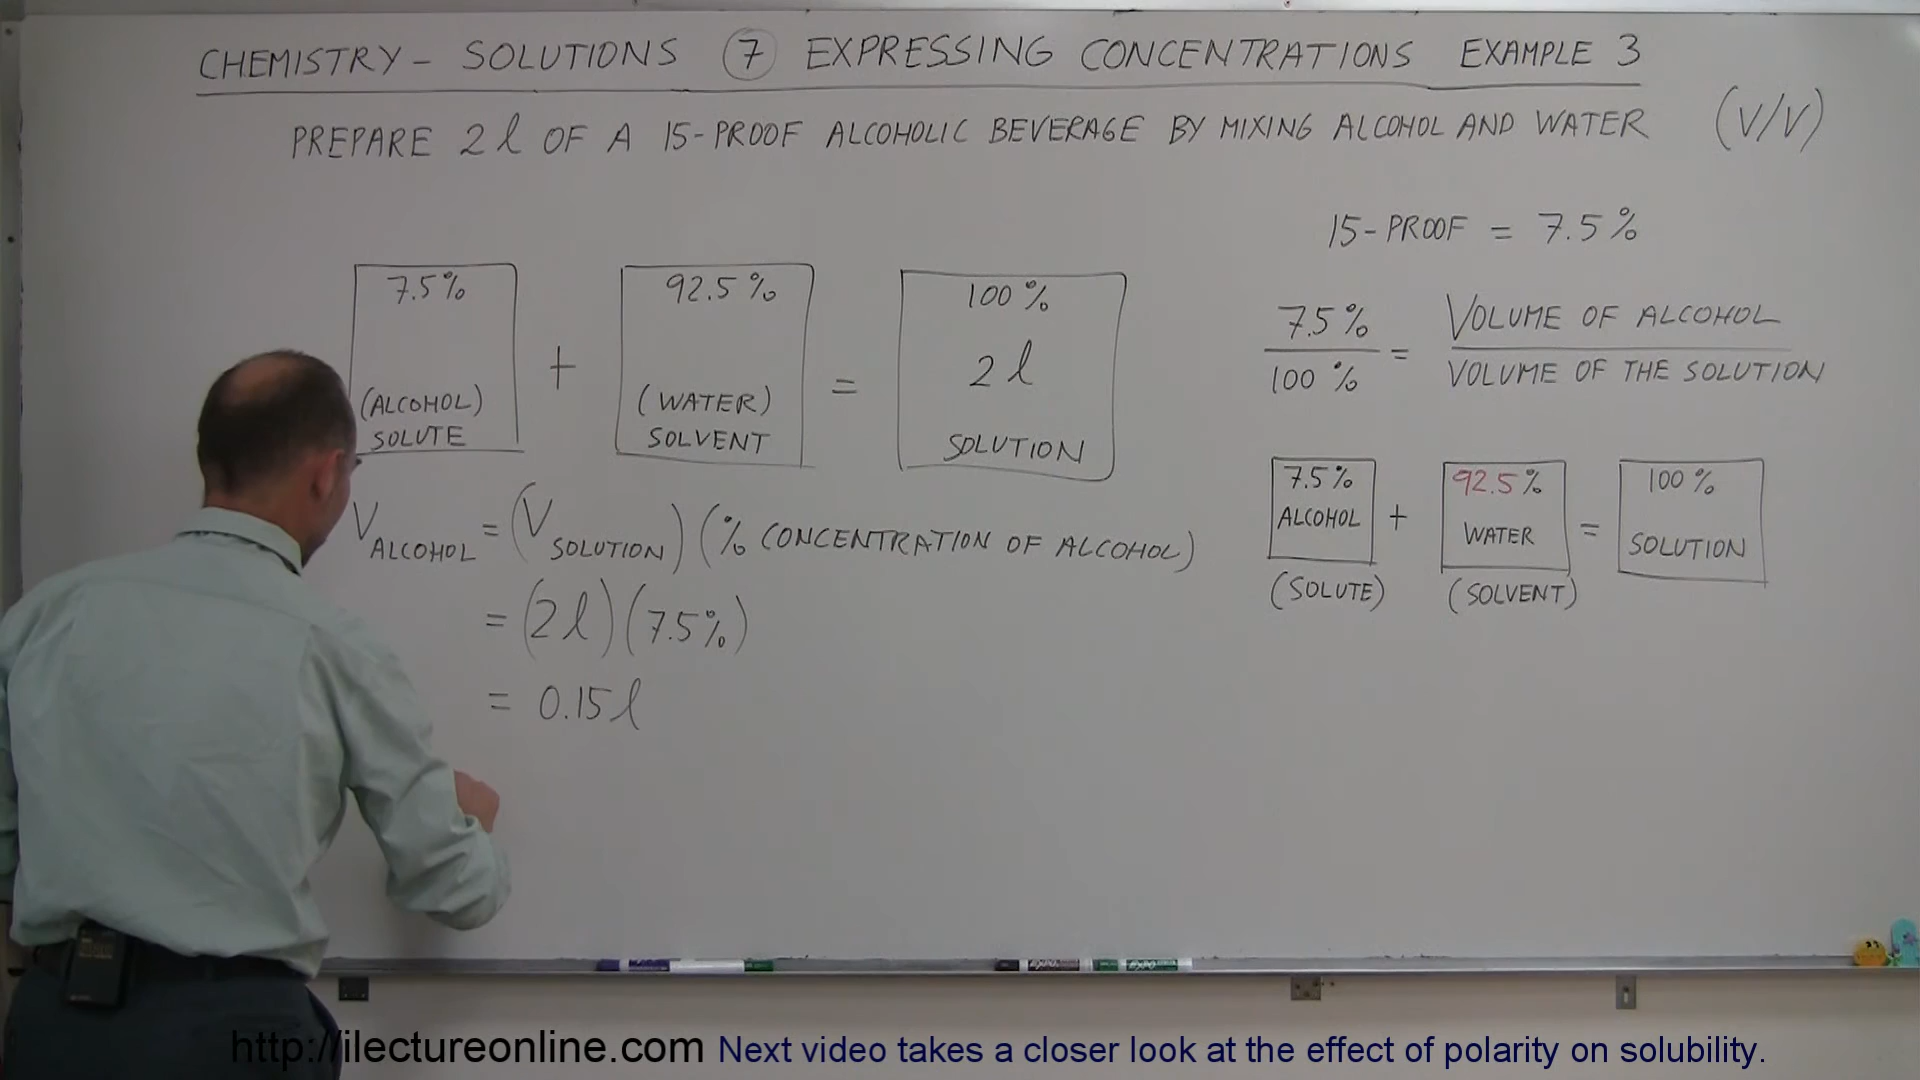 CHEMISTRY - SOLUTIONS 7 EXPRESSING CONCENTRATIONS EXAMPLE 3
PREPARE 2 l OF A 15-PROOF ALCOHOLIC BEVERAGE BY MIXING ALCOHOL AND WATER (V/V)
7.5%
(ALCOHOL)
SOLUTE
+
92.5%
(WATER)
SOLVENT
=
100%
2 l
SOLUTION
V ALCOHOL = (V SOLUTION) (% CONCENTRATION OF ALCOHOL)
= (2 l) (7.5%)
= 0.15 l
15-PROOF = 7.5%
7.5% / 100% = VOLUME OF ALCOHOL / VOLUME OF THE SOLUTION
7.5%
ALCOHOL
(SOLUTE)
+
92.5%
WATER
(SOLVENT)
=
100%
SOLUTION
http://ilectureonline.com Next video takes a closer look at the effect of polarity on solubility.